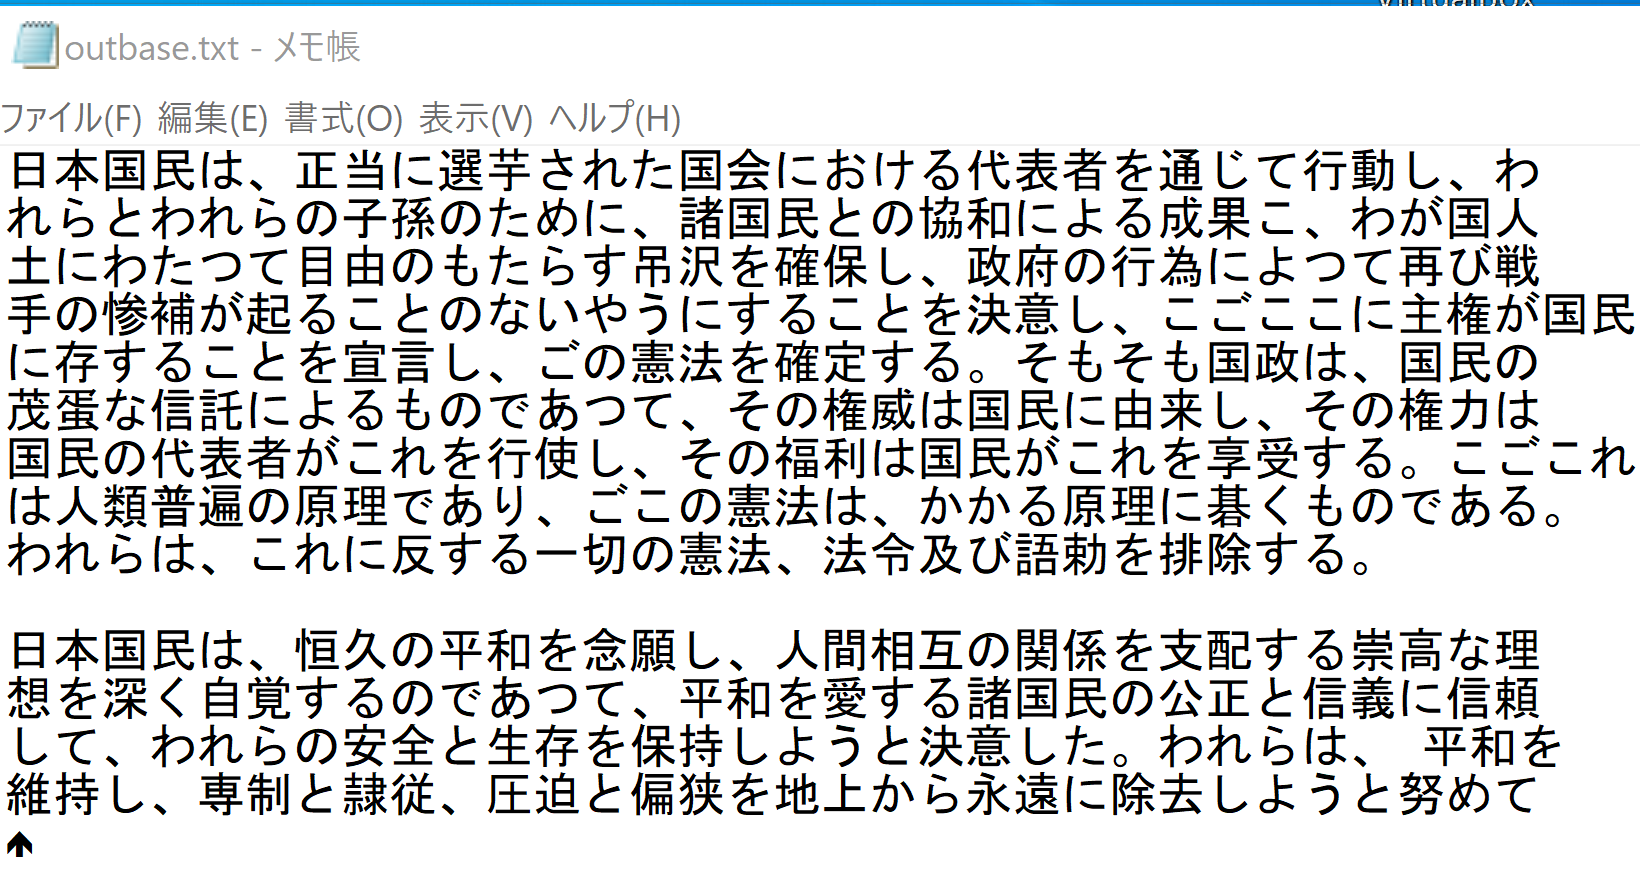 outbase.txt - メモ帳
ファイル(F) 編集(E) 書式(O) 表示(V) ヘルプ(H)
日本国民は、正当に選芋された国会における代表者を通じて行動し、わ
れらとわれらの子孫のために、諸国民との協和による成果こ、わが国人
土にわたつて目由のもたらす吊沢を確保し、政府の行為によつて再び戦
手の惨補が起ることのないやうにすることを決意し、こごここに主権が国民
に存することを宣言し、ごの憲法を確定する。そもそも国政は、国民の
茂蛋な信託によるものであつて、その権威は国民に由来し、その権力は
国民の代表者がこれを行使し、その福利は国民がこれを享受する。こごこれ
は人類普遍の原理であり、ごこの憲法は、かかる原理に碁くものである。
われらは、これに反する一切の憲法、法令及び語勅を排除する。
日本国民は、恒久の平和を念願し、人間相互の関係を支配する崇高な理
想を深く自覚するのであつて、平和を愛する諸国民の公正と信義に信頼
して、われらの安全と生存を保持しようと決意した。われらは、 平和を
維持し、専制と隷従、圧迫と偏狭を地上から永遠に除去しようと努めて